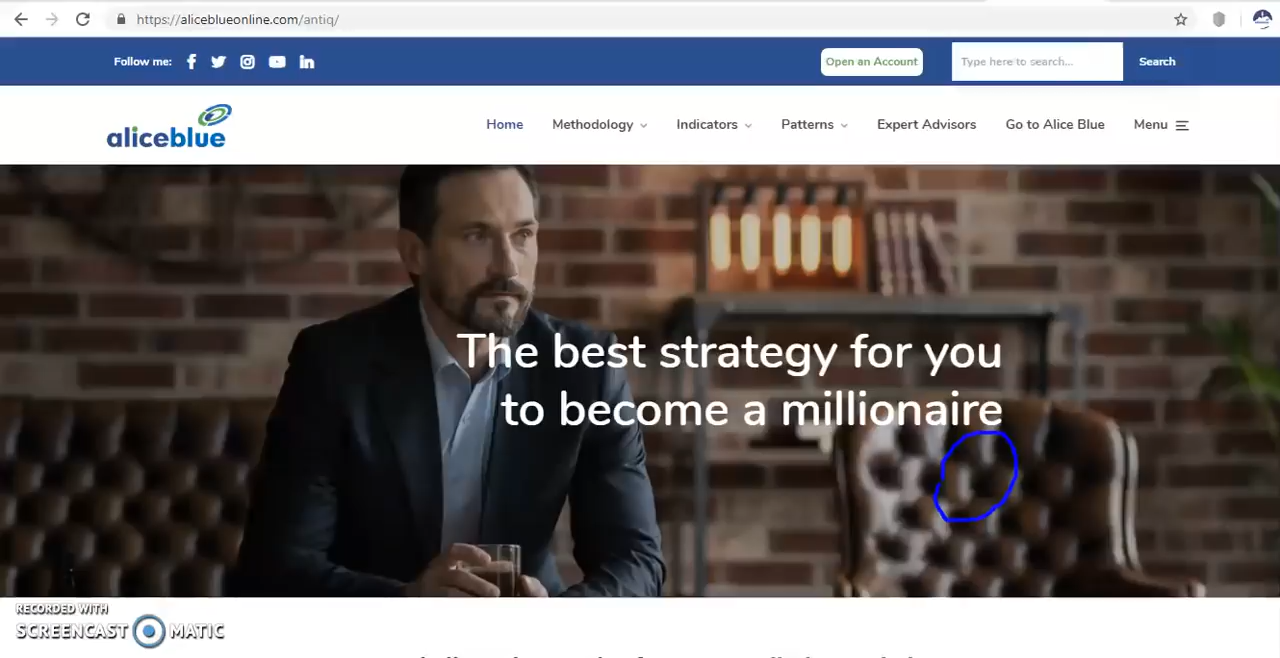 https://aliceblueonline.com/antiq/
Follow me:
Open an Account
Type here to search...
Search
aliceblue
Home
Methodology
Indicators
Patterns
Expert Advisors
Go to Alice Blue
Menu
The best strategy for you
to become a millionaire
RECORDED WITH
SCREENCAST MATIC